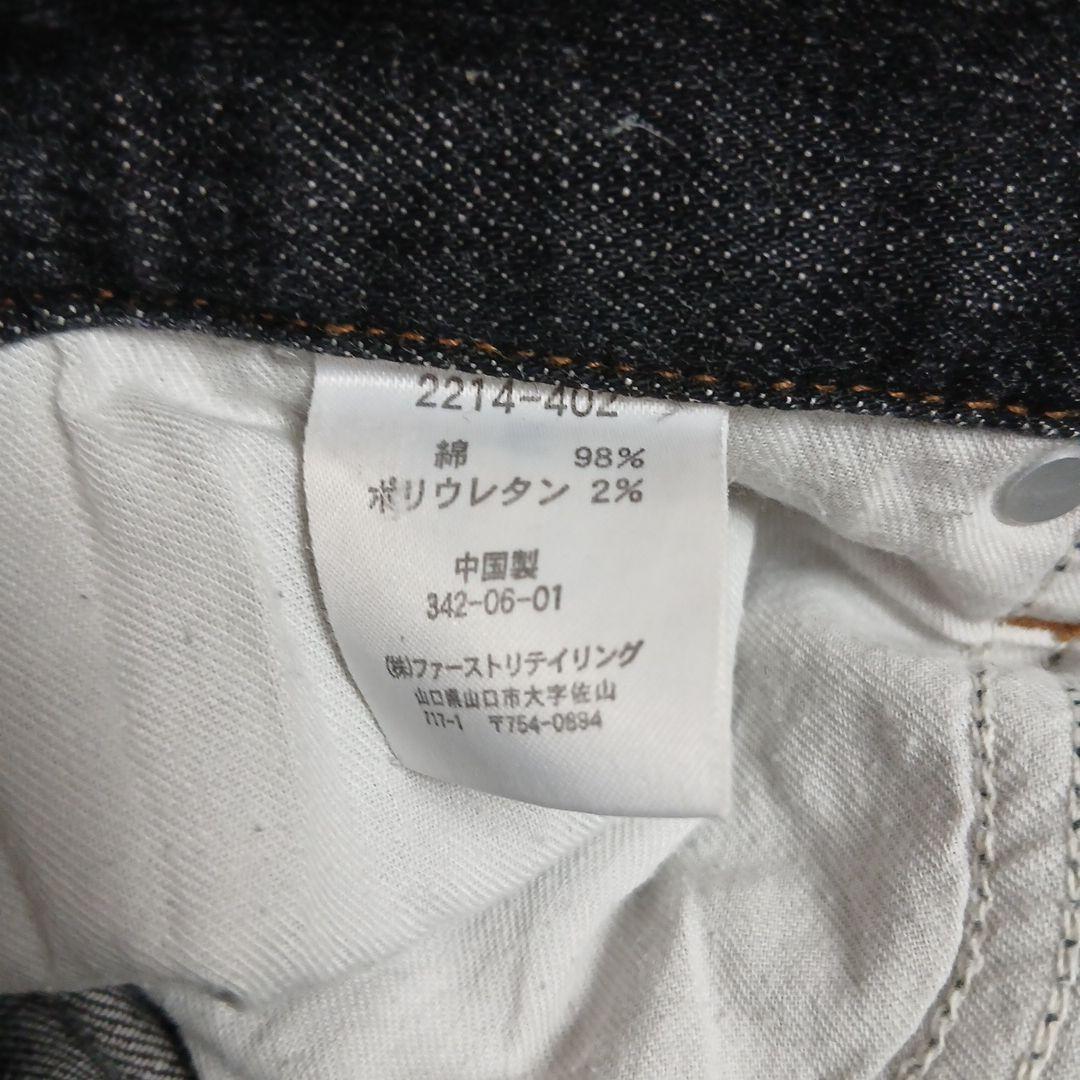 2214-402
綿 98%
ポリウレタン 2%
中国製
342-06-01
(株)ファーストリテイリング
山口県山口市大字佐山
717-1 〒754-0894